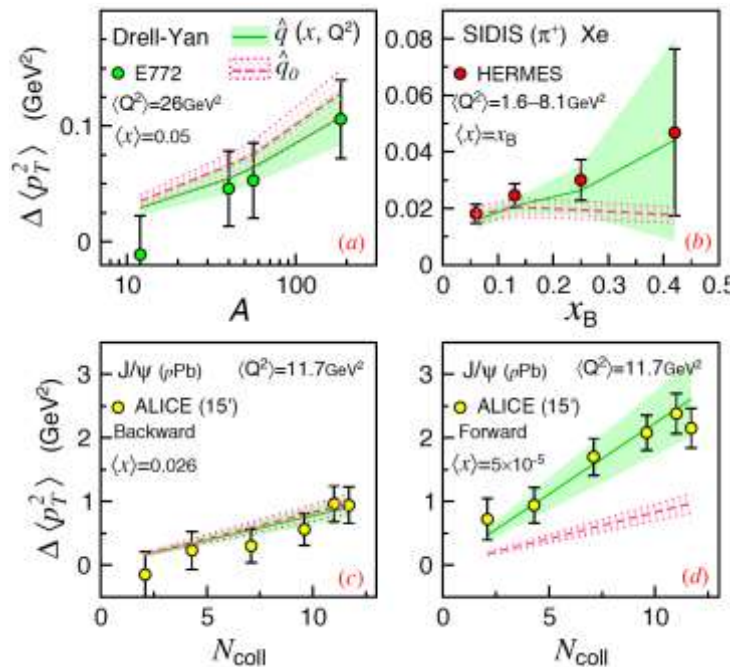 Drell-Yan
q̂ (x, Q²)
E772
q̂₀
⟨Q²⟩=26GeV²
⟨x⟩=0.05
Δ ⟨p_T²⟩ (GeV²)
0.1
0
10 100
A
(a)
SIDIS (π⁺) Xe
HERMES
⟨Q²⟩=1.6–8.1GeV²
⟨x⟩=x_B
0.08
0.06
0.04
0.02
0
0 0.1 0.2 0.3 0.4 0.5
x_B
(b)
J/ψ (pPb) ⟨Q²⟩=11.7GeV²
ALICE (15')
Backward
⟨x⟩=0.026
Δ ⟨p_T²⟩ (GeV²)
3
2
1
0
0 5 10
N_coll
(c)
J/ψ (pPb) ⟨Q²⟩=11.7GeV²
ALICE (15')
Forward
⟨x⟩=5×10⁻⁵
3
2
1
0
0 5 10
N_coll
(d)